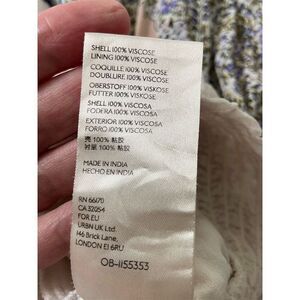 SHELL 100% VISCOSE
LINING 100% VISCOSE
COQUILLE 100% VISCOSE
DOUBLURE 100% VISCOSE
OBERSTOFF 100% VISKOSE
FUTTER 100% VISKOSE
SHELL 100% VISCOSA
FODERA 100% VISCOSA
EXTERIOR 100% VISCOSA
FORRO 100% VISCOSA
壳 100% 粘胶
衬里 100% 粘胶
MADE IN INDIA
HECHO EN INDIA
RN 66170
CA 32054
FOR EU
URBN UK Ltd.
146 Brick Lane,
LONDON E1 6RU
OB-1155353